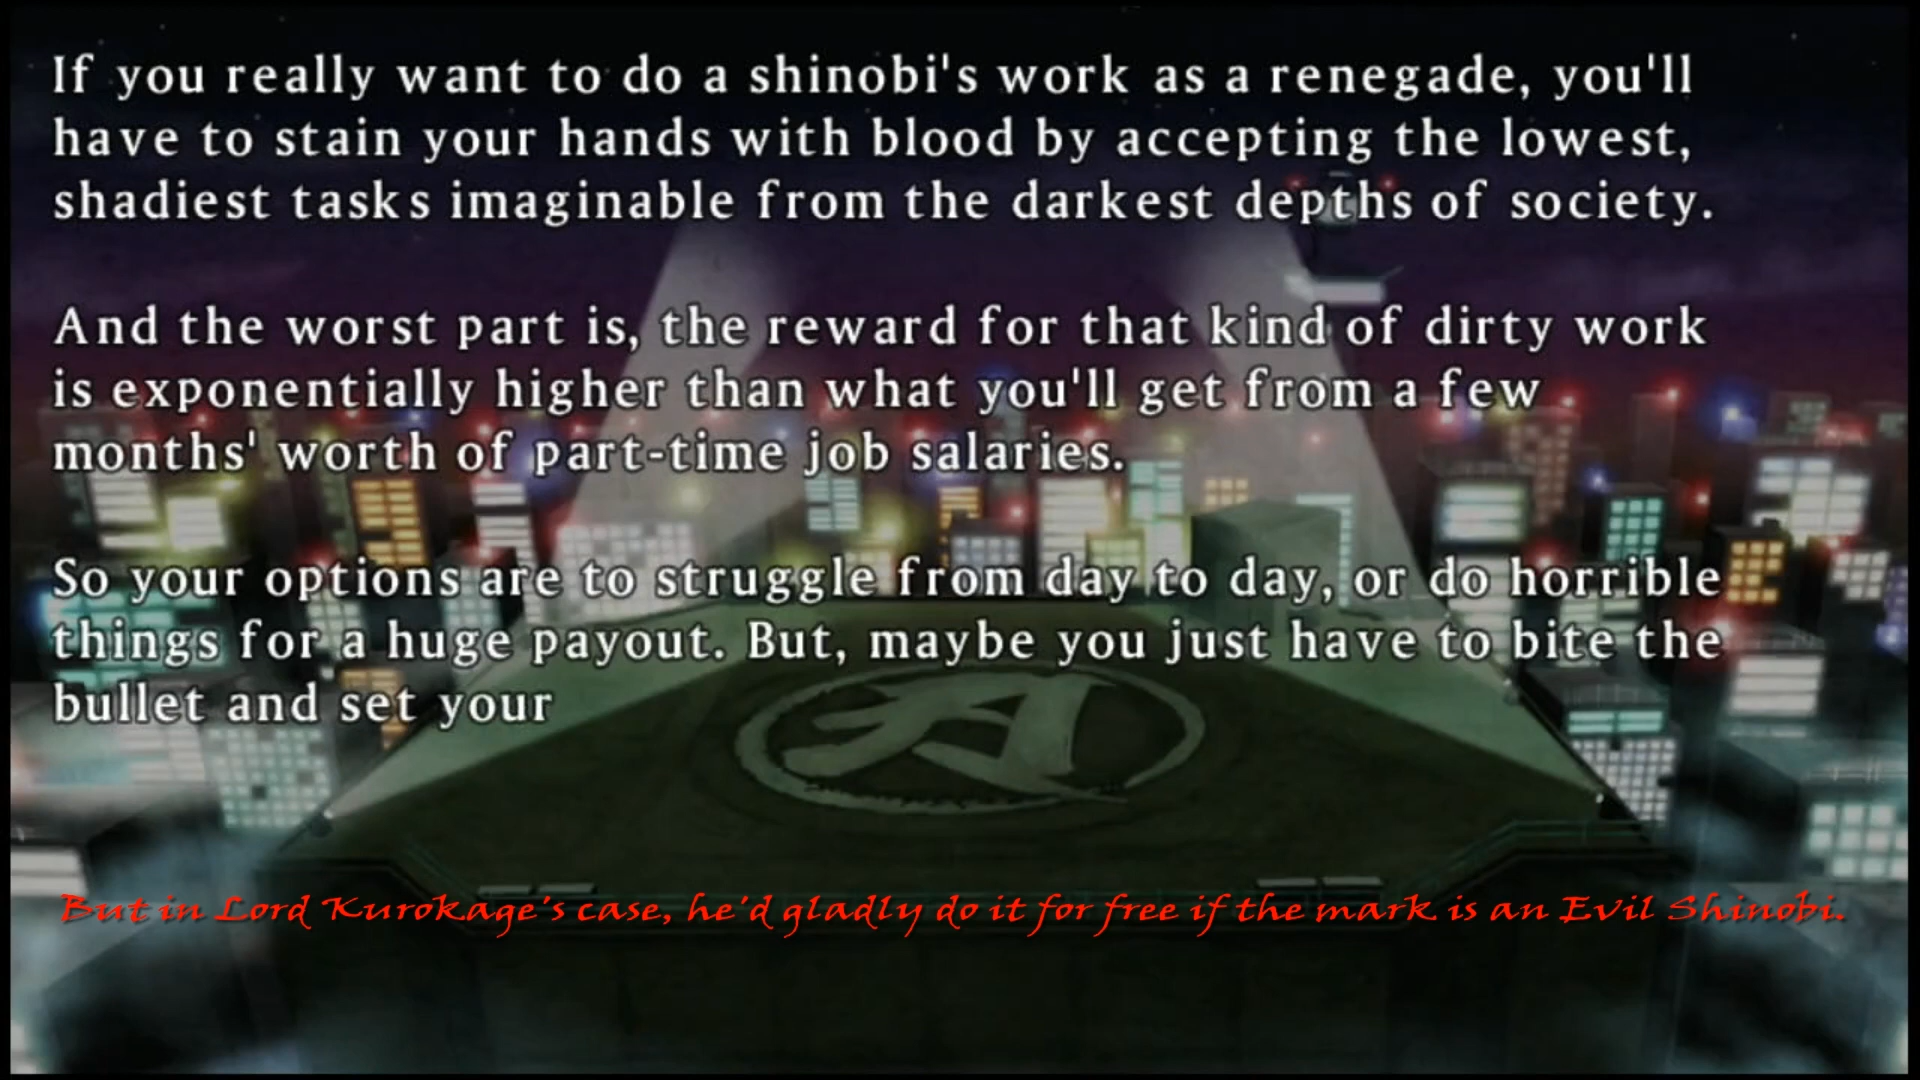 If you really want to do a shinobi's work as a renegade, you'll
have to stain your hands with blood by accepting the lowest,
shadiest tasks imaginable from the darkest depths of society.
And the worst part is, the reward for that kind of dirty work
is exponentially higher than what you'll get from a few
months' worth of part-time job salaries.
So your options are to struggle from day to day, or do horrible
things for a huge payout. But, maybe you just have to bite the
bullet and set your
But in Lord Kurokage's case, he'd gladly do it for free if the mark is an Evil Shinobi.